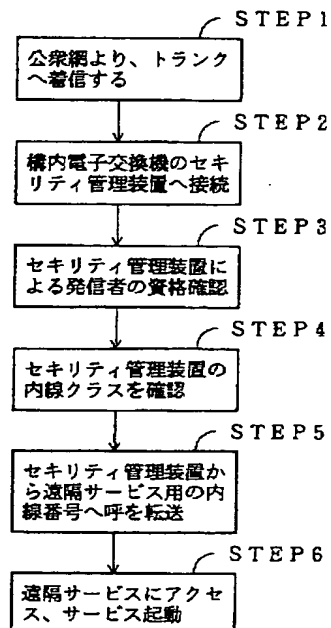 STEP1
公衆網より、トランク
へ着信する
STEP2
構内電子交換機のセキ
リティ管理装置へ接続
STEP3
セキリティ管理装置に
よる発信者の資格確認
STEP4
セキリティ管理装置の
内線クラスを確認
STEP5
セキリティ管理装置か
ら遠隔サービス用の内
線番号へ呼を転送
STEP6
遠隔サービスにアクセ
ス、サービス起動